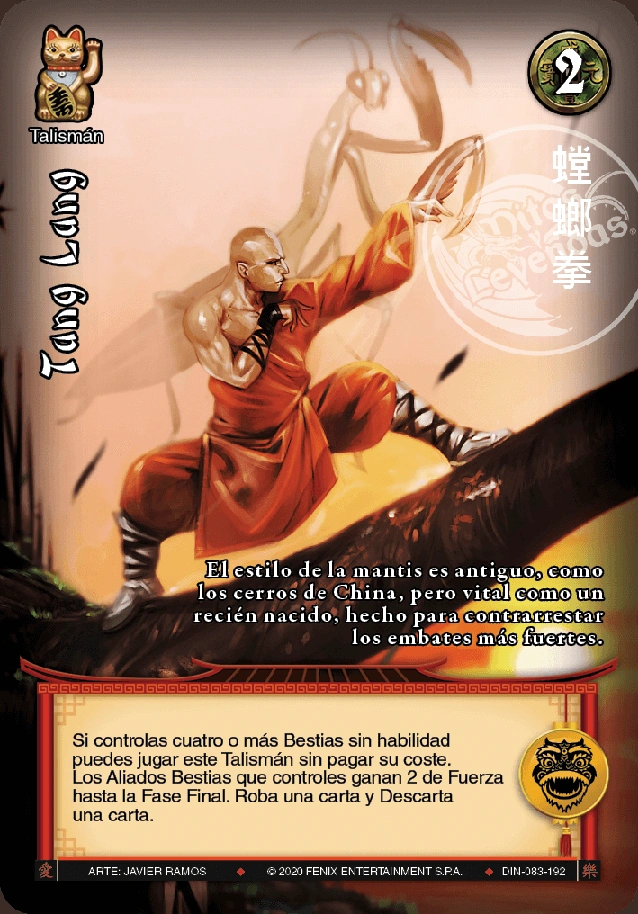 Talismán
2
Tang Lang
螳
螂
拳
Mitos
y
Leyendas
El estilo de la mantis es antiguo, como
los cerros de China, pero vital como un
recién nacido, hecho para contrarrestar
los embates más fuertes.
Si controlas cuatro o más Bestias sin habilidad
puedes jugar este Talismán sin pagar su coste.
Los Aliados Bestias que controles ganan 2 de Fuerza
hasta la Fase Final. Roba una carta y Descarta
una carta.
愛 ARTE: JAVIER RAMOS ♦ © 2020 FENIX ENTERTAINMENT S.P.A. ♦ DIN-083-192 樂